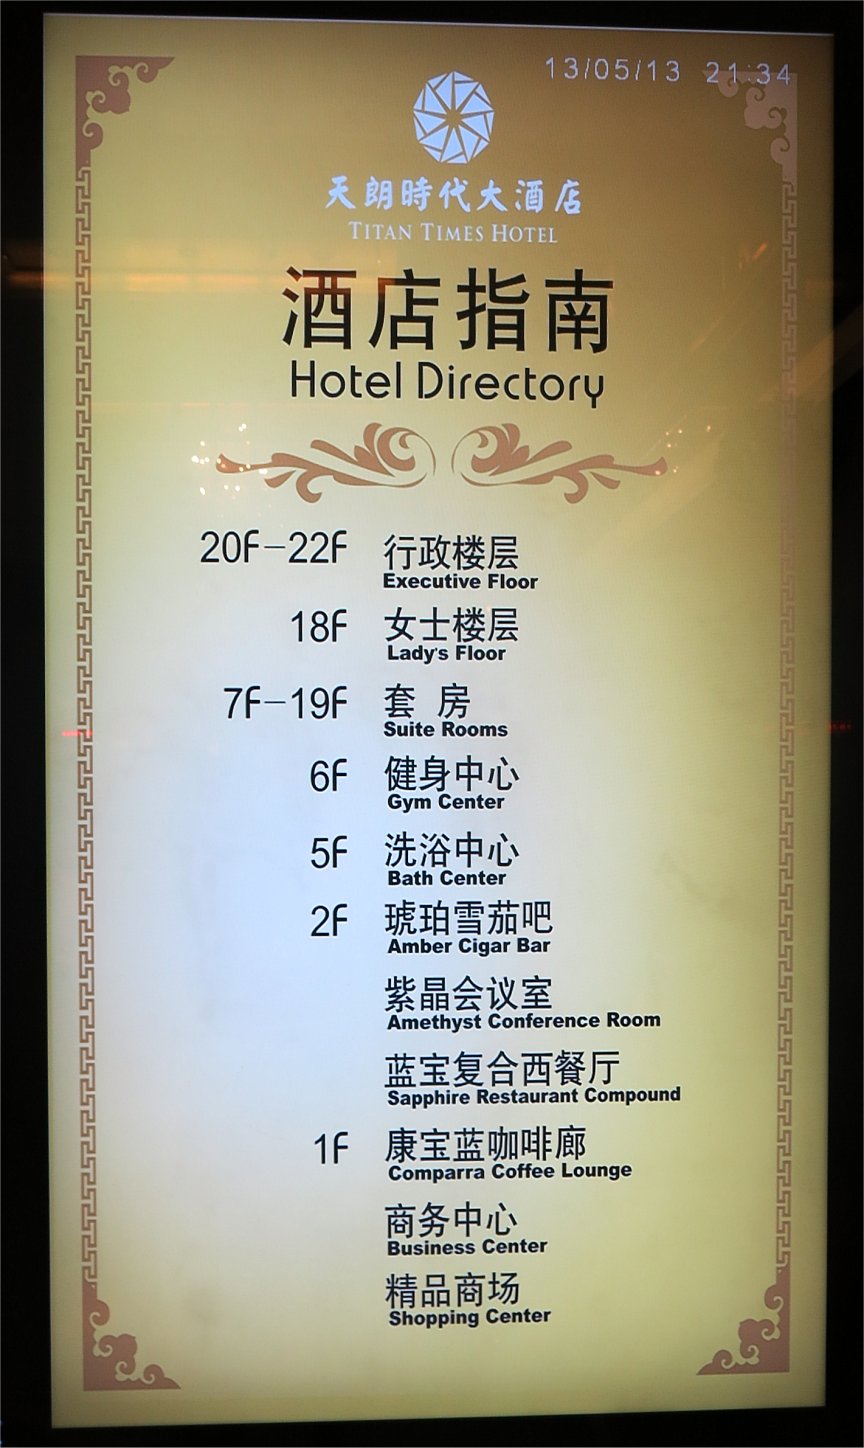 13/05/13 21:34
天朗時代大酒店
TITAN TIMES HOTEL
酒店指南
Hotel Directory
20F-22F 行政楼层
Executive Floor
18F 女士楼层
Lady's Floor
7F-19F 套 房
Suite Rooms
6F 健身中心
Gym Center
5F 洗浴中心
Bath Center
2F 琥珀雪茄吧
Amber Cigar Bar
紫晶会议室
Amethyst Conference Room
蓝宝复合西餐厅
Sapphire Restaurant Compound
1F 康宝蓝咖啡廊
Comparra Coffee Lounge
商务中心
Business Center
精品商场
Shopping Center